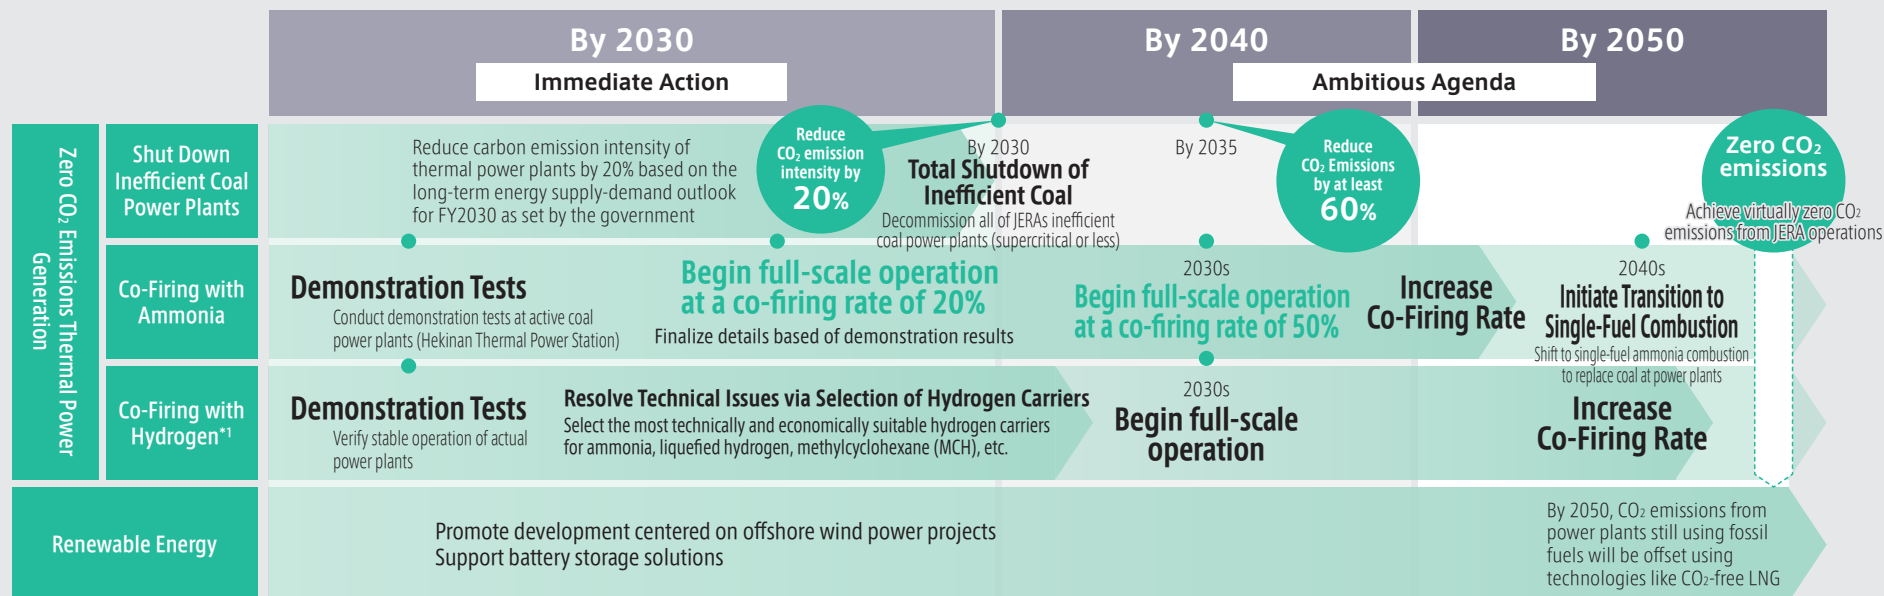 By 2030
Immediate Action
By 2040
By 2050
Ambitious Agenda
Zero CO2 Emissions Thermal Power
Generation
Shut Down
Inefficient Coal
Power Plants
Reduce carbon emission intensity of
thermal power plants by 20% based on the
long-term energy supply-demand outlook
for FY2030 as set by the government
Reduce
CO2 emission
intensity by
20%
By 2030
Total Shutdown of
Inefficient Coal
Decommission all of JERAs inefficient
coal power plants (supercritical or less)
By 2035
Reduce
CO2 Emissions
by at least
60%
Zero CO2
emissions
Achieve virtually zero CO2
emissions from JERA operations
Co-Firing with
Ammonia
Demonstration Tests
Conduct demonstration tests at active coal
power plants (Hekinan Thermal Power Station)
Begin full-scale operation
at a co-firing rate of 20%
Finalize details based of demonstration results
2030s
Begin full-scale operation
at a co-firing rate of 50%
Increase
Co-Firing Rate
2040s
Initiate Transition to
Single-Fuel Combustion
Shift to single-fuel ammonia combustion
to replace coal at power plants
Co-Firing with
Hydrogen*1
Demonstration Tests
Verify stable operation of actual
power plants
Resolve Technical Issues via Selection of Hydrogen Carriers
Select the most technically and economically suitable hydrogen carriers
for ammonia, liquefied hydrogen, methylcyclohexane (MCH), etc.
2030s
Begin full-scale
operation
Increase
Co-Firing Rate
Renewable Energy
Promote development centered on offshore wind power projects
Support battery storage solutions
By 2050, CO2 emissions from
power plants still using fossil
fuels will be offset using
technologies like CO2-free LNG